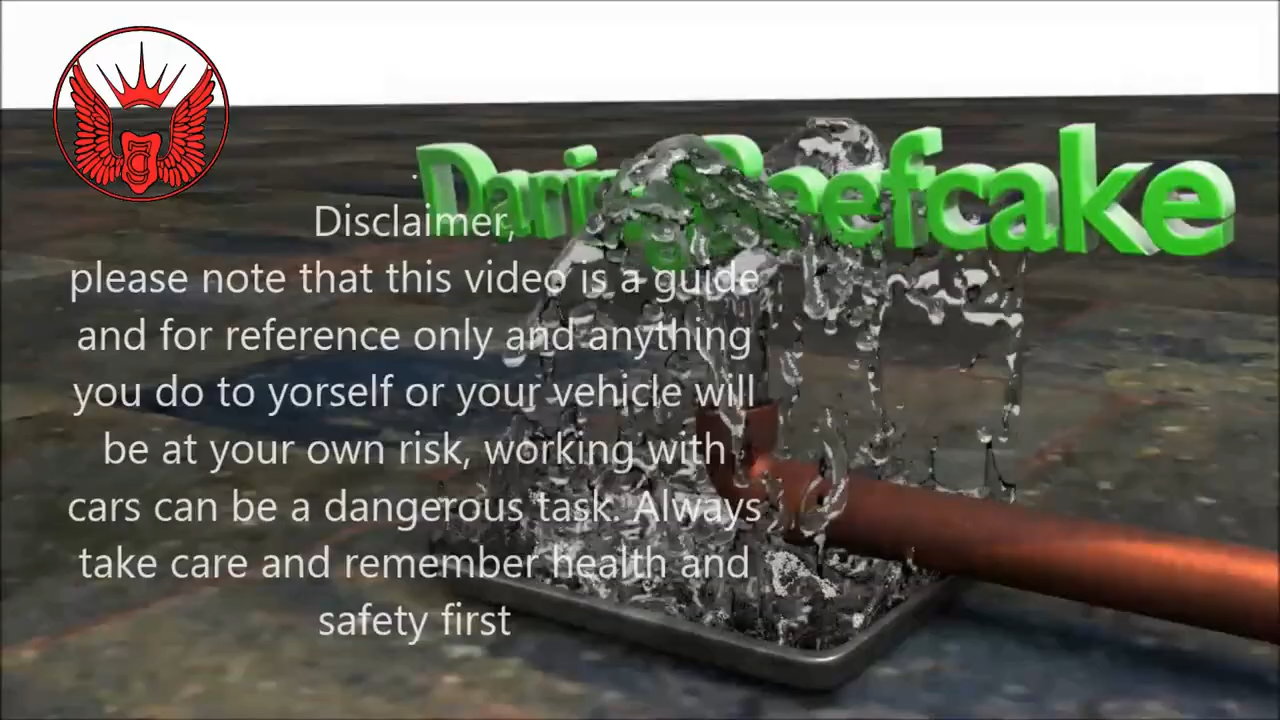 Beefcake
Disclaimer,
please note that this video is a guide
and for reference only and anything
you do to yorself or your vehicle will
be at your own risk, working with
cars can be a dangerous task. Always
take care and remember health and
safety first